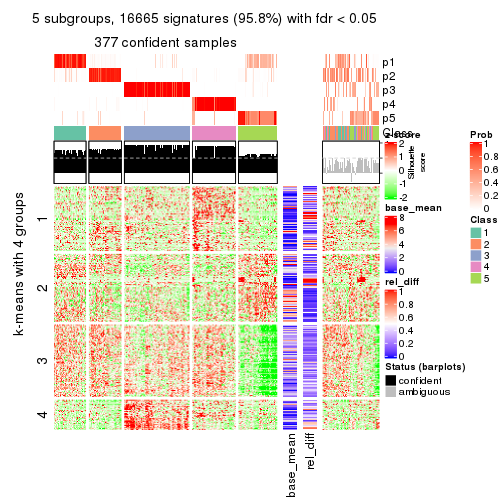 5 subgroups, 16665 signatures (95.8%) with fdr < 0.05
377 confident samples
p1
p2
p3
p4
p5
Class
z-score
2
1
0
-1
-2
Silhouette
score
Prob
1
0.8
0.6
0.4
0.2
0
base_mean
8
6
4
2
0
Class
1
2
3
4
5
rel_diff
1
0.8
0.6
0.4
0.2
0
Status (barplots)
confident
ambiguous
k-means with 4 groups
1
2
3
4
base_mean
rel_diff